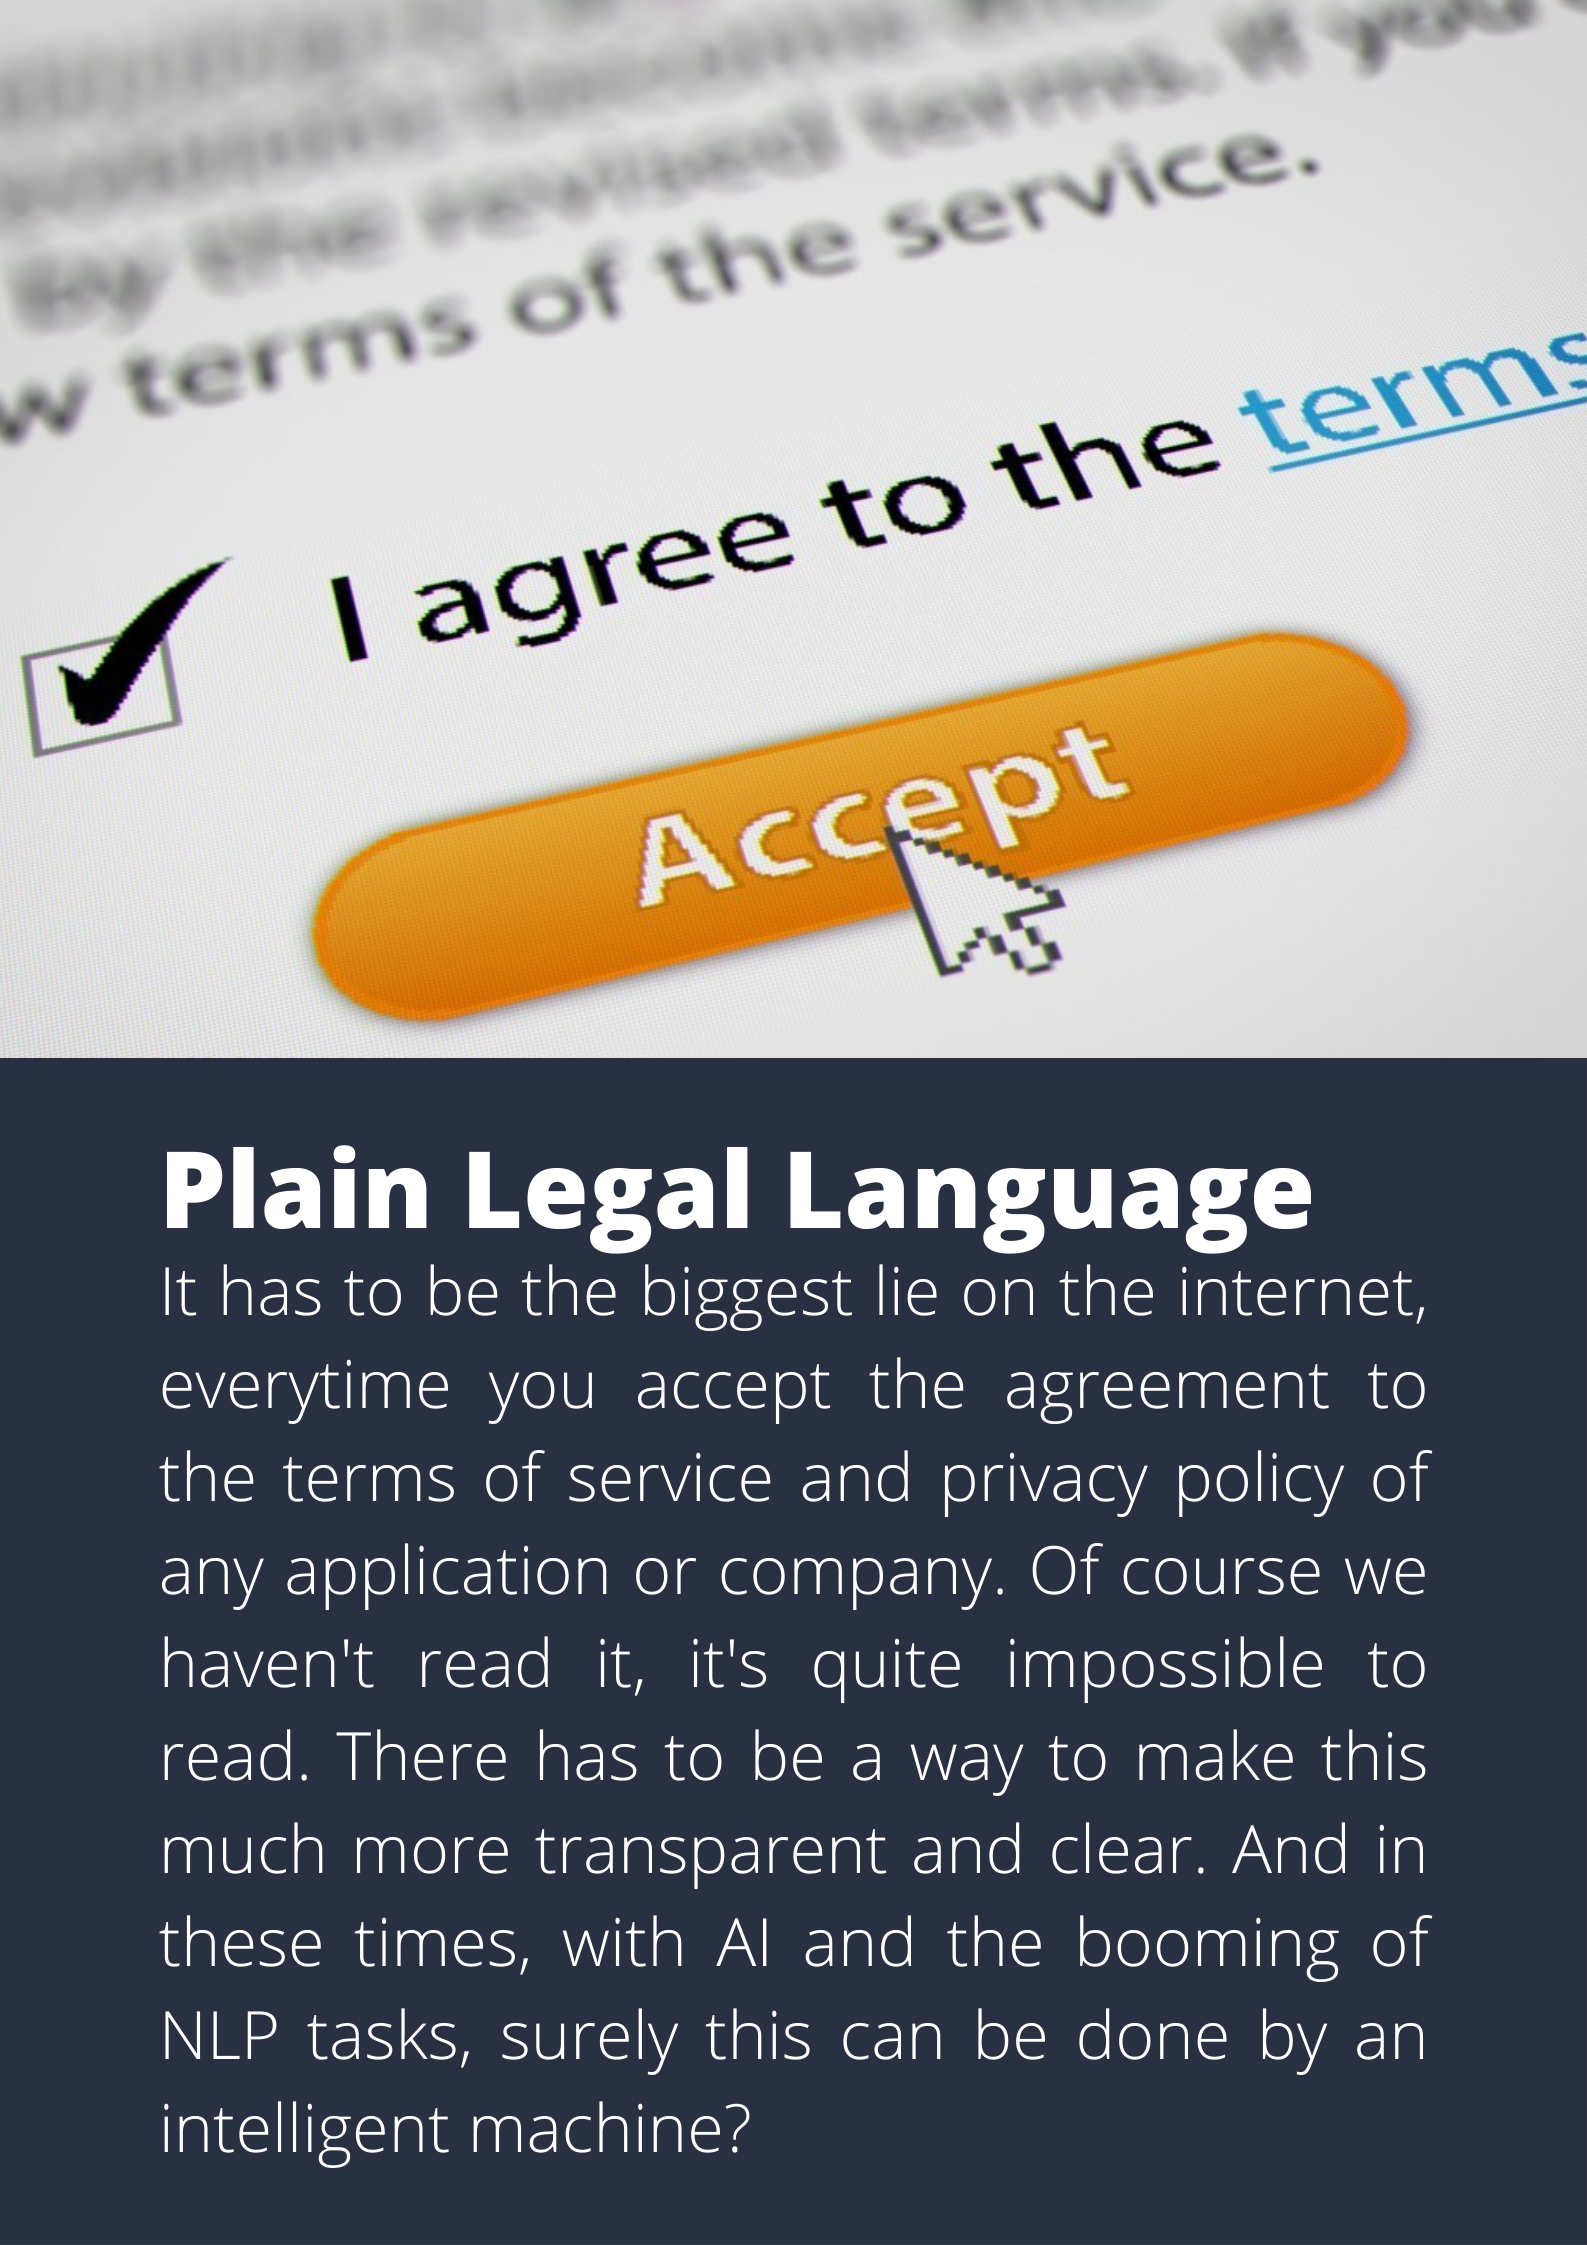 By the revised terms. If you
w terms of the service.
I agree to the terms
Accept
Plain Legal Language
It has to be the biggest lie on the internet,
everytime you accept the agreement to
the terms of service and privacy policy of
any application or company. Of course we
haven't read it, it's quite impossible to
read. There has to be a way to make this
much more transparent and clear. And in
these times, with AI and the booming of
NLP tasks, surely this can be done by an
intelligent machine?